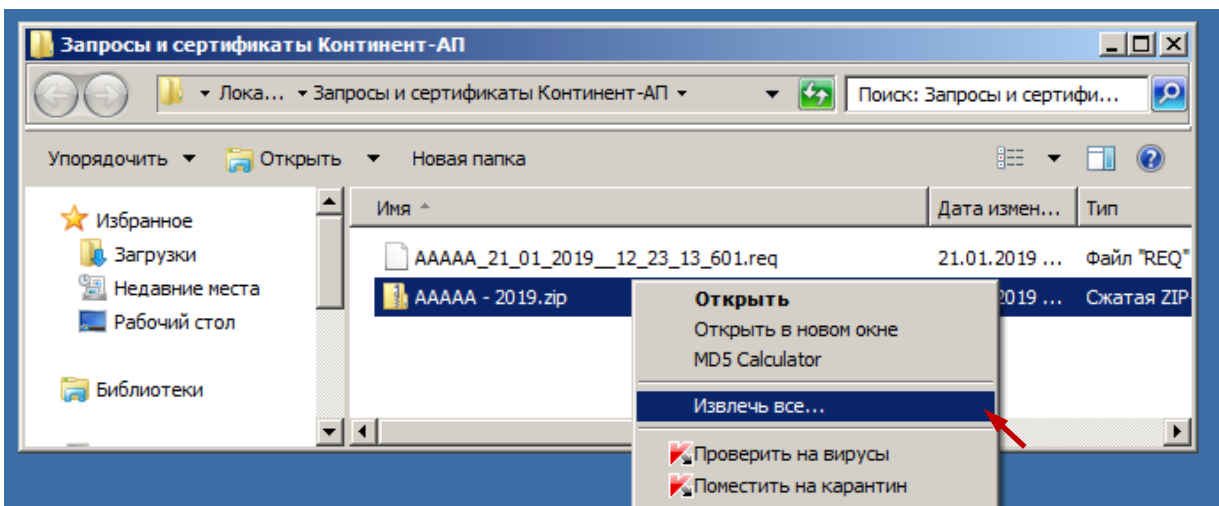 Запросы и сертификаты Континент-АП
Лока... Запросы и сертификаты Континент-АП
Поиск: Запросы и сертифи...
Упорядочить Открыть Новая папка
Избранное
Загрузки
Недавние места
Рабочий стол
Библиотеки
Имя Дата измен... Тип
AAAAA_21_01_2019__12_23_13_601.req 21.01.2019 ... Файл "REQ"
AAAAA - 2019.zip 2019 ... Сжатая ZIP-
Открыть
Открыть в новом окне
MD5 Calculator
Извлечь все...
Проверить на вирусы
Поместить на карантин